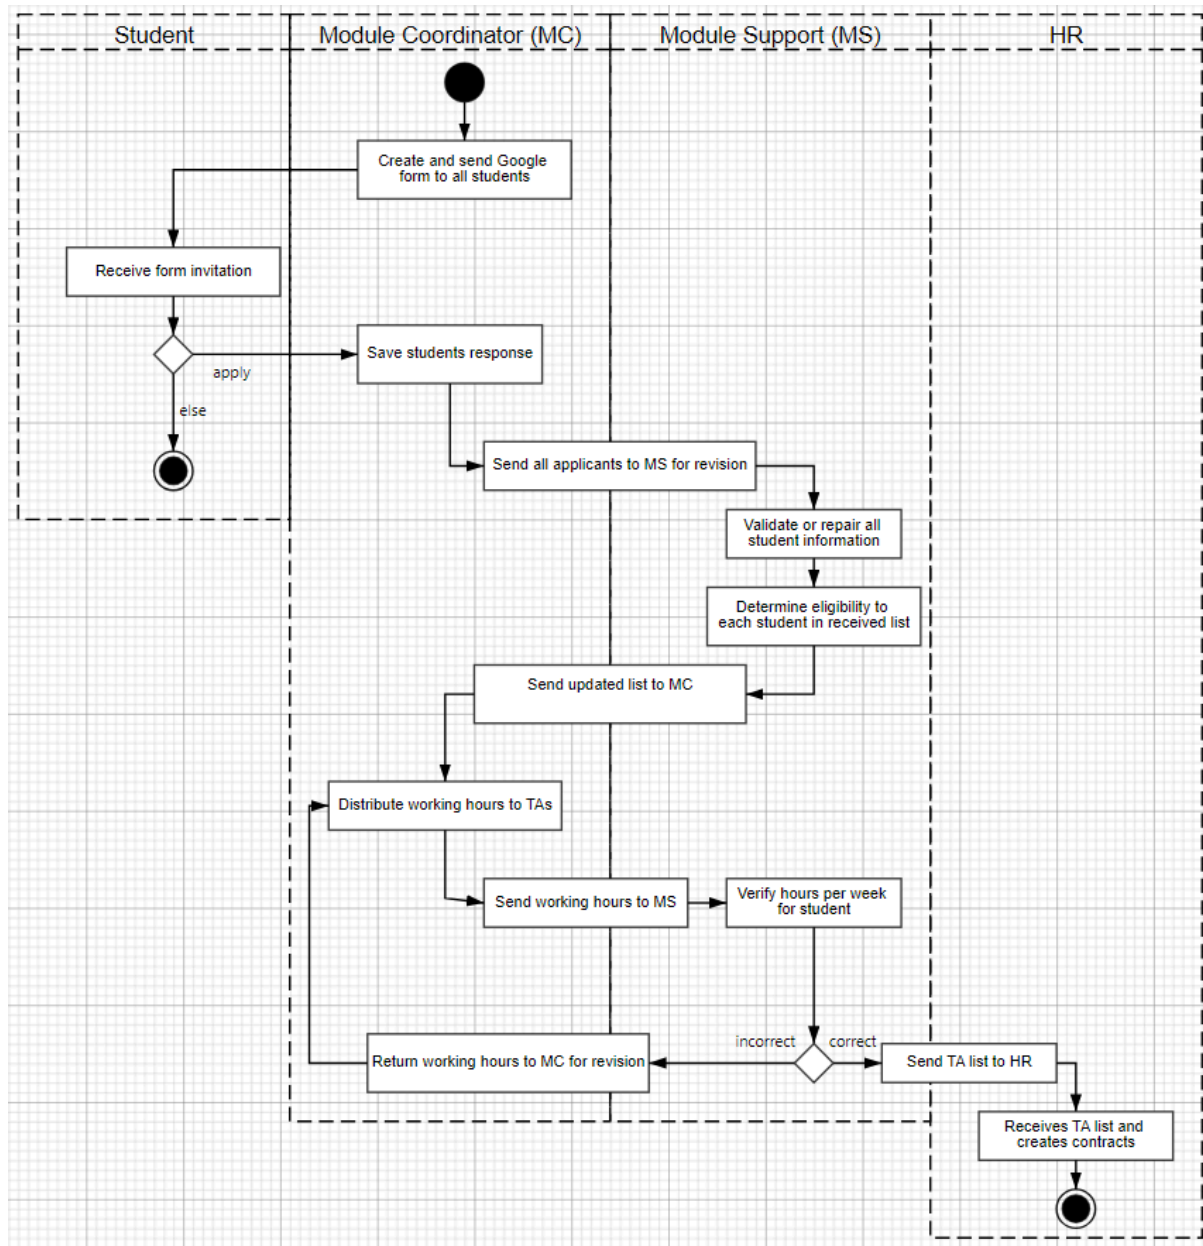 Student
Module Coordinator (MC)
Module Support (MS)
HR
Create and send Google
form to all students
Receive form invitation
Save students response
apply
else
Send all applicants to MS for revision
Validate or repair all
student information
Determine eligibility to
each student in received list
Send updated list to MC
Distribute working hours to TAs
Send working hours to MS
Verify hours per week
for student
incorrect
correct
Return working hours to MC for revision
Send TA list to HR
Receives TA list and
creates contracts